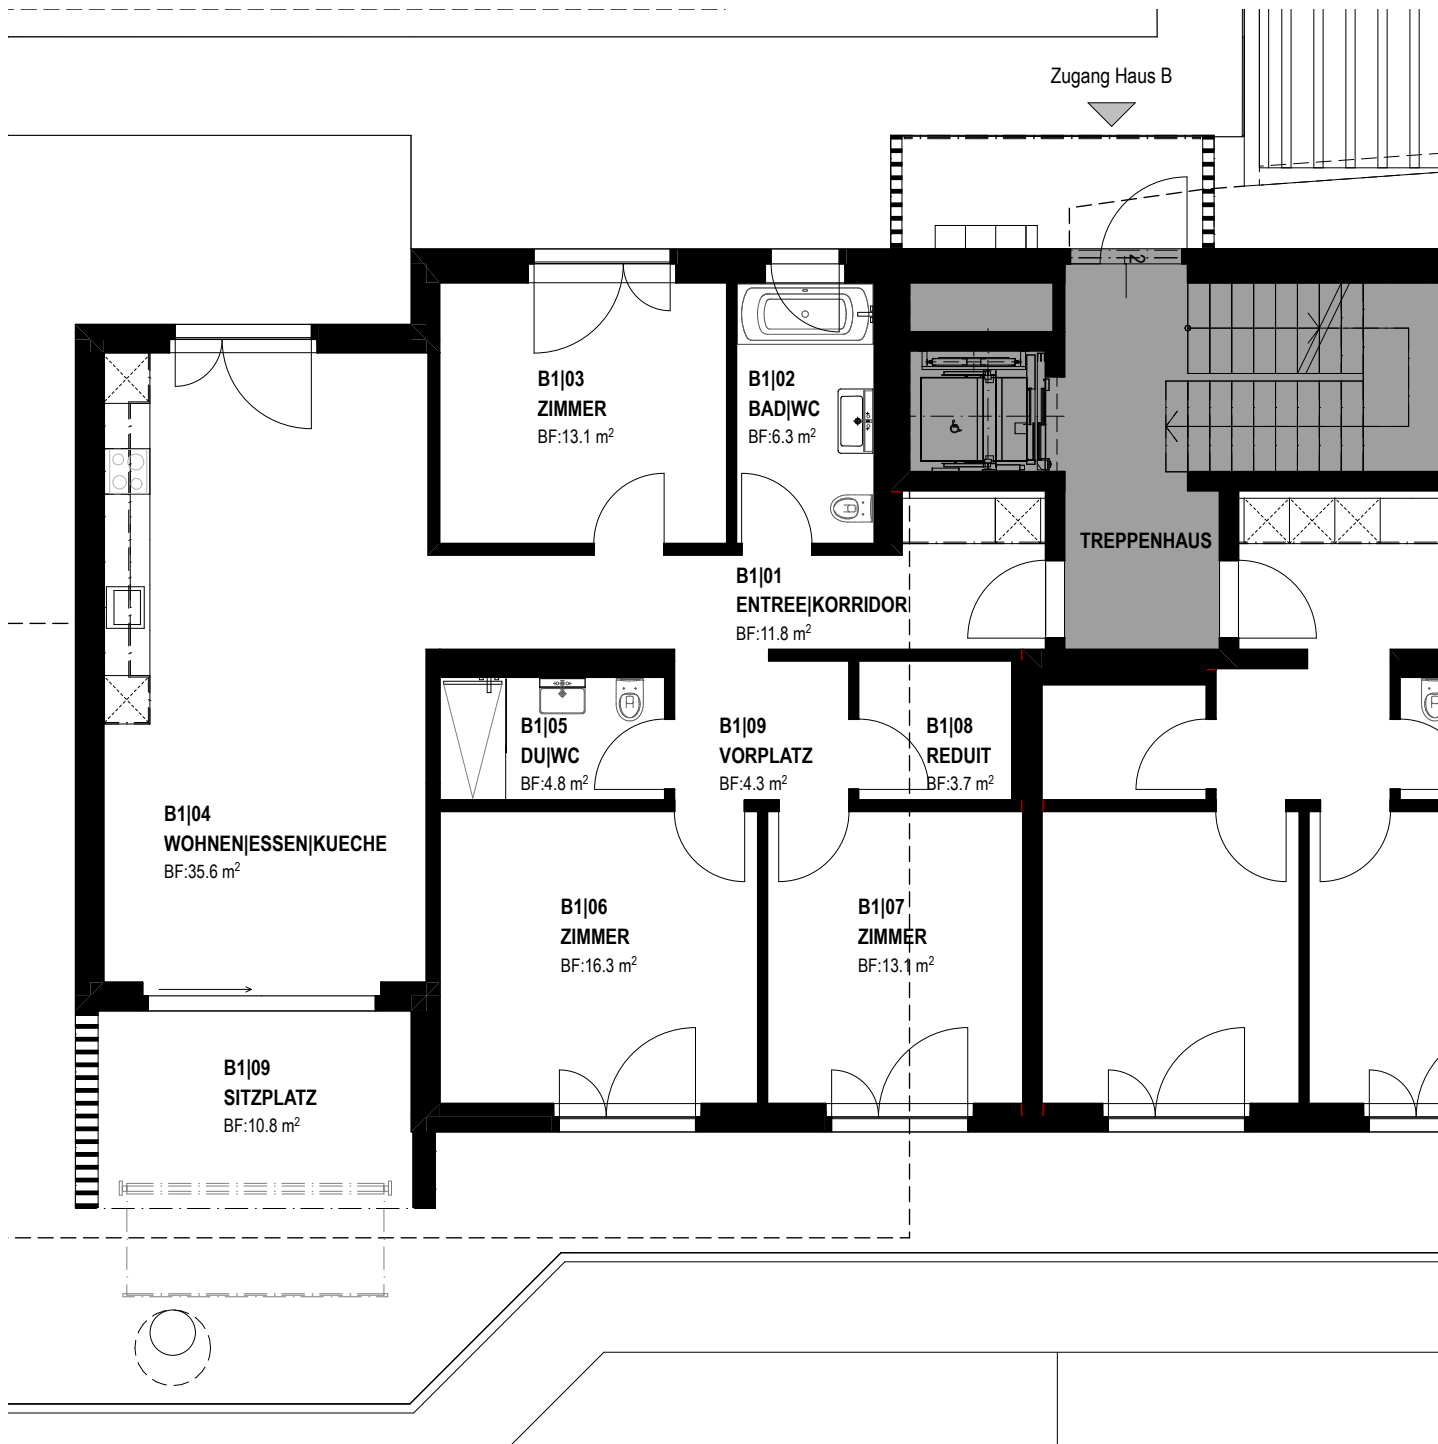 Zugang Haus B
2
B1|03
ZIMMER
BF:13.1 m²
B1|02
BAD|WC
BF:6.3 m²
TREPPENHAUS
B1|01
ENTREE|KORRIDOR
BF:11.8 m²
B1|05
DU|WC
BF:4.8 m²
B1|09
VORPLATZ
BF:4.3 m²
B1|08
REDUIT
BF:3.7 m²
B1|04
WOHNEN|ESSEN|KUECHE
BF:35.6 m²
B1|06
ZIMMER
BF:16.3 m²
B1|07
ZIMMER
BF:13.1 m²
B1|09
SITZPLATZ
BF:10.8 m²